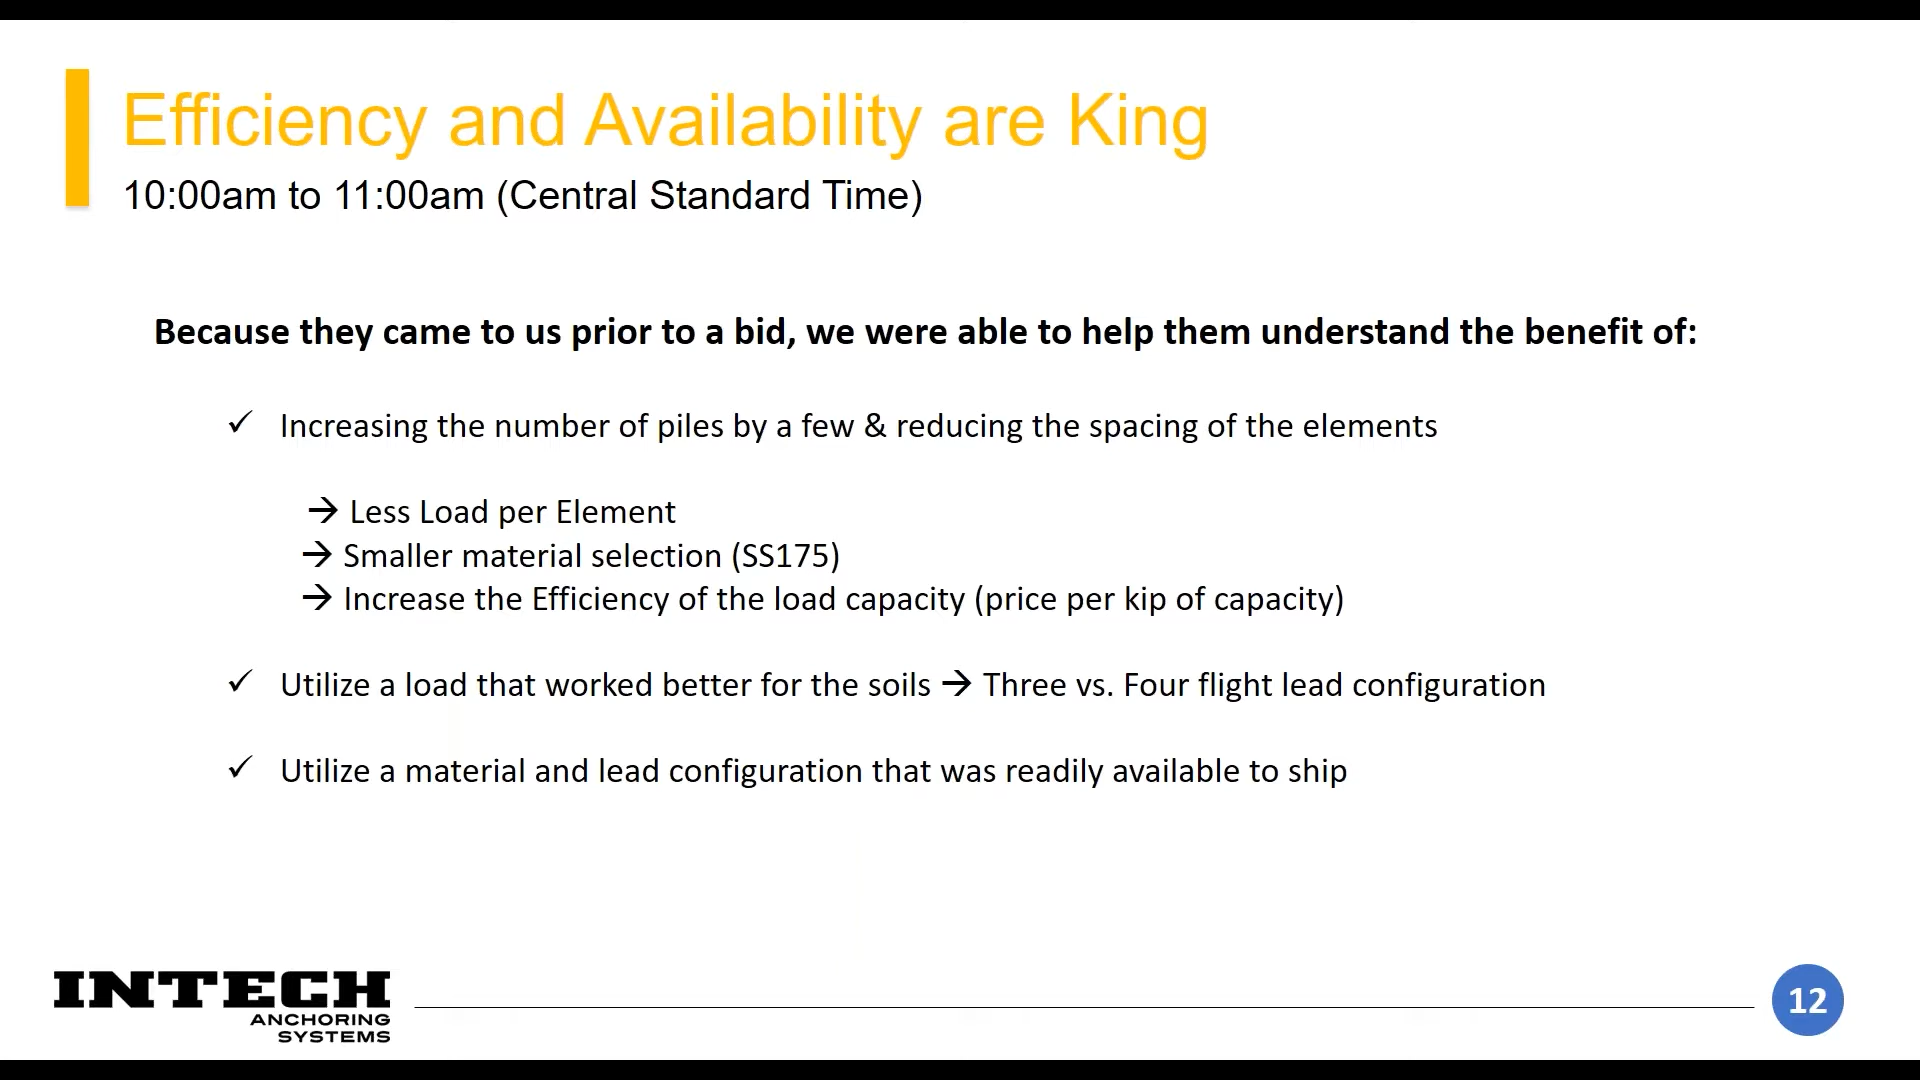 Efficiency and Availability are King
10:00am to 11:00am (Central Standard Time)
Because they came to us prior to a bid, we were able to help them understand the benefit of:
✓ Increasing the number of piles by a few & reducing the spacing of the elements
→ Less Load per Element
→ Smaller material selection (SS175)
→ Increase the Efficiency of the load capacity (price per kip of capacity)
✓ Utilize a load that worked better for the soils → Three vs. Four flight lead configuration
✓ Utilize a material and lead configuration that was readily available to ship
INTECH
ANCHORING
SYSTEMS
12